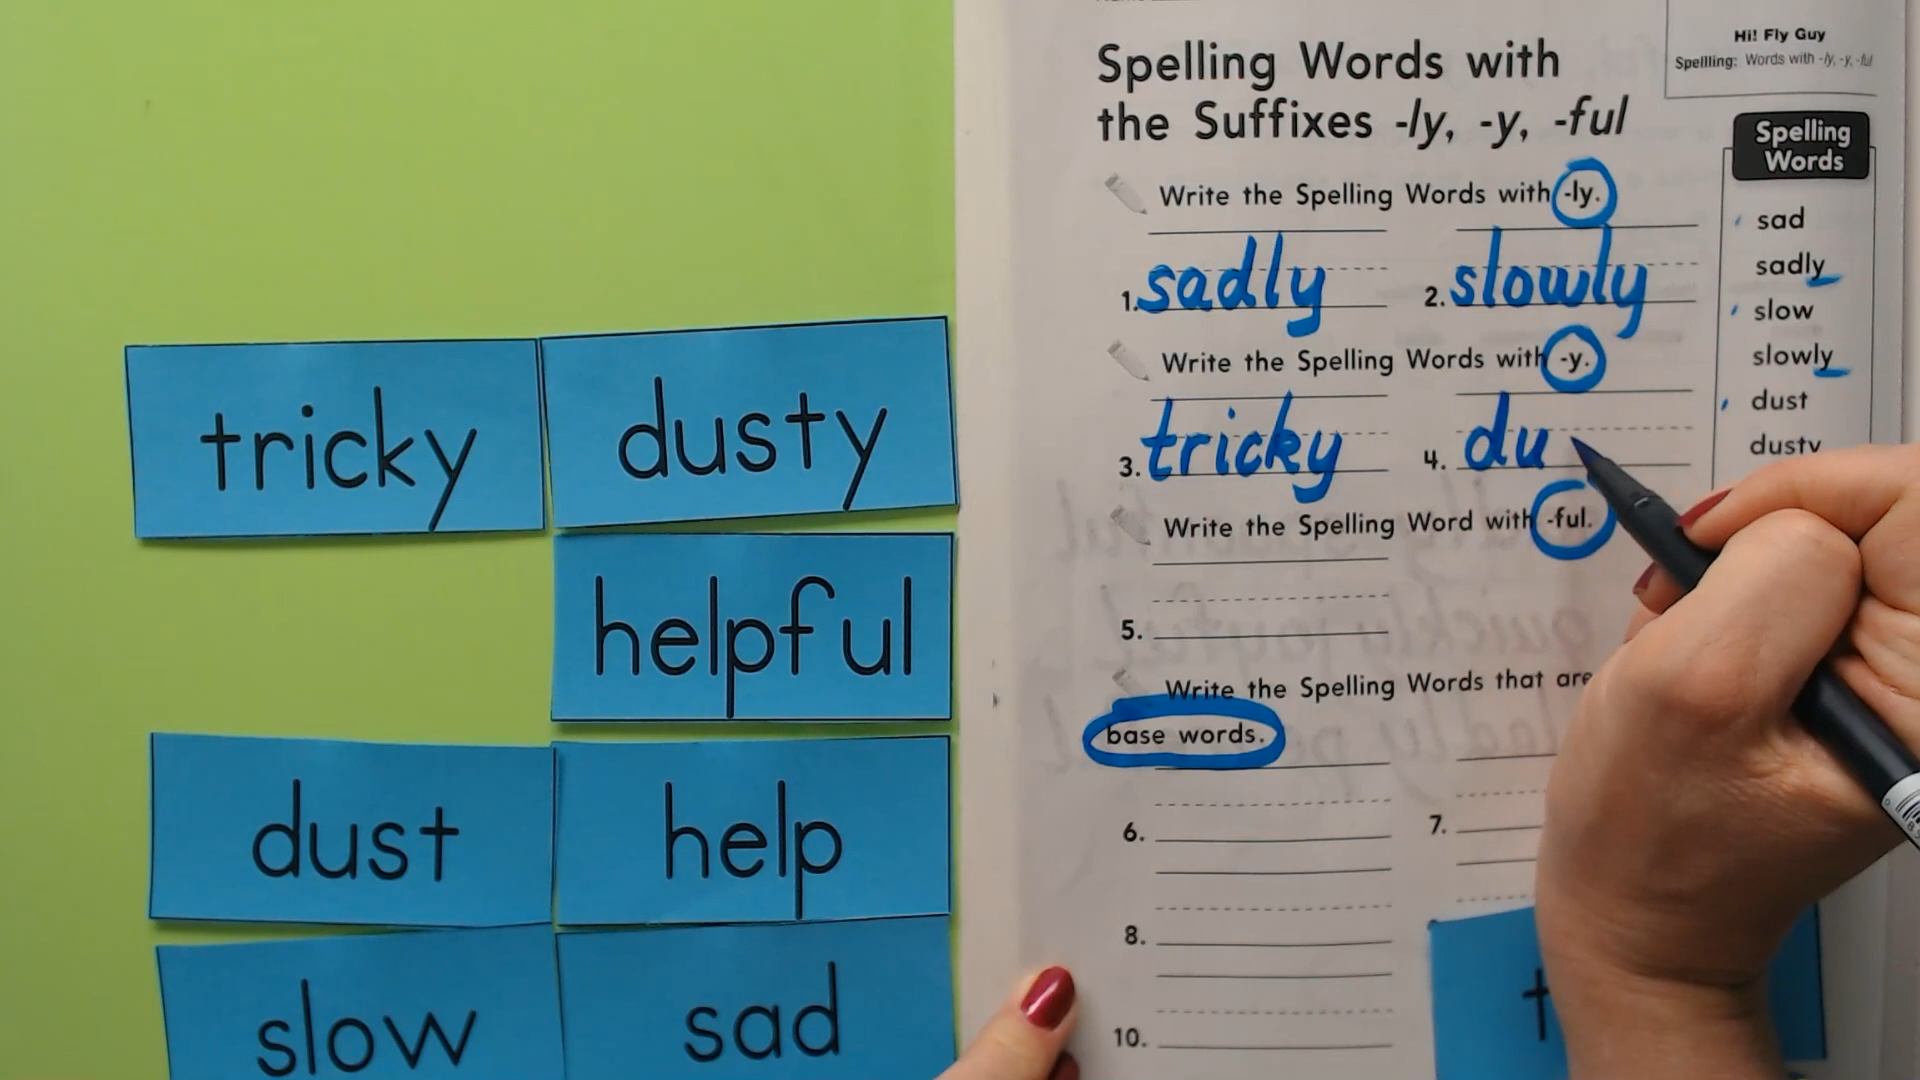 tricky
dusty
helpful
dust
help
slow
sad
Hi! Fly Guy
Spellling: Words with -ly, -y, -ful
Spelling Words with
the Suffixes -ly, -y, -ful
Write the Spelling Words with -ly.
1. sadly 2. slowly
Write the Spelling Words with -y.
3. tricky 4. du
Write the Spelling Word with -ful.
5.
Write the Spelling Words that are
base words.
6. 7.
8.
10.
Spelling
Words
sad
sadly
slow
slowly
dust
dusty